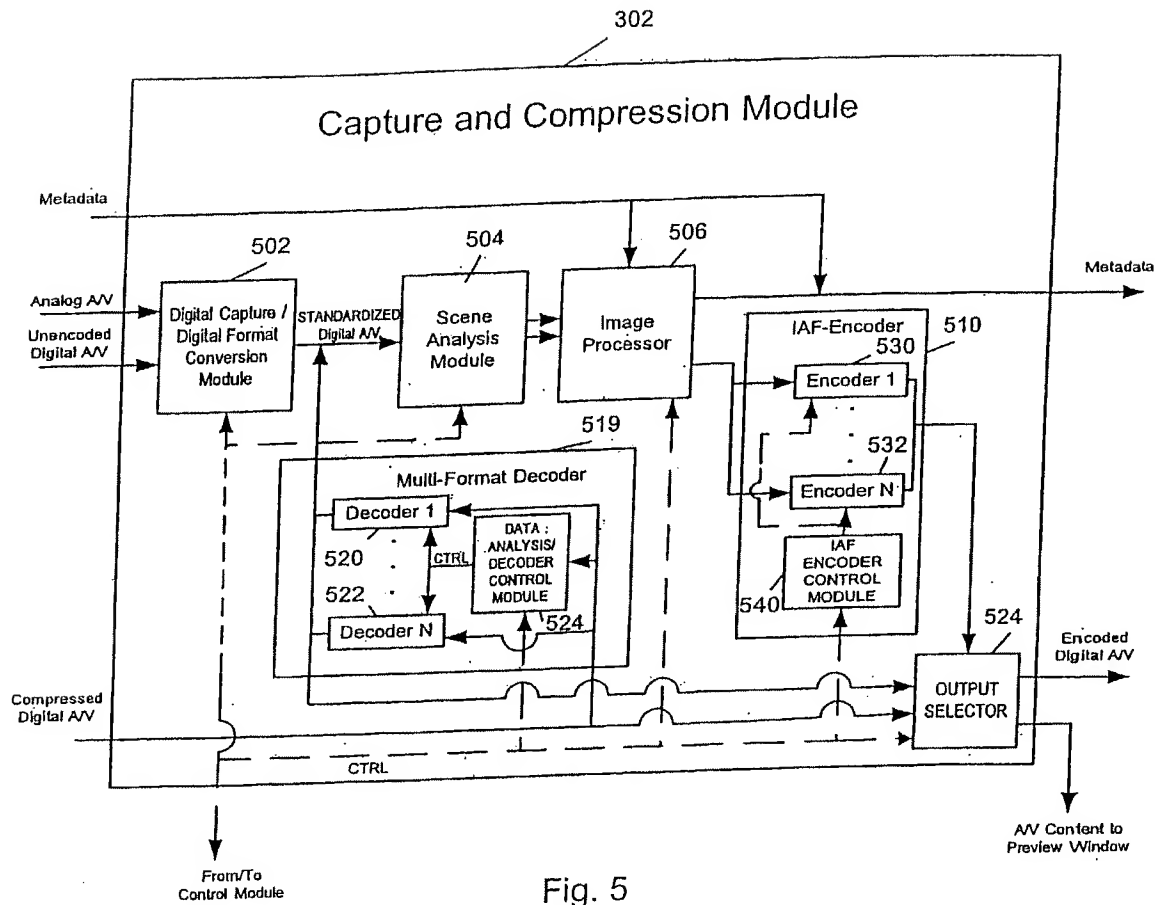 302
Capture and Compression Module
Metadata
502
504
506
Metadata
Analog A/V
Unencoded
Digital A/V
Digital Capture /
Digital Format
Conversion
Module
STANDARDIZED
Digital A/V
Scene
Analysis
Module
Image
Processor
IAF-Encoder
510
530
Encoder 1
532
Encoder N
IAF
ENCODER
CONTROL
MODULE
540
519
Multi-Format Decoder
Decoder 1
520
522
Decoder N
CTRL
DATA :
ANALYSIS/
DECODER
CONTROL
MODULE
524
524
Encoded
Digital A/V
OUTPUT
SELECTOR
Compressed
Digital A/V
CTRL
From/To
Control Module
A/V Content to
Preview Window
Fig. 5